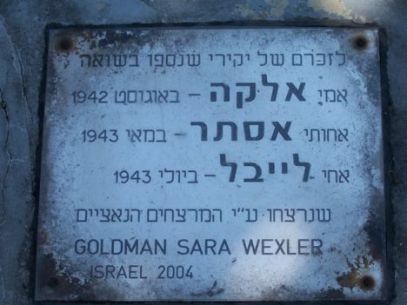 לזכרם של יקירי שנספו בשואה
אמי אלקה – באוגוסט 1942
אחותי אסתר – במאי 1943
אחי לייבל – ביולי 1943
שנרצחו ע״י המרצחים הנאציים
GOLDMAN SARA WEXLER
ISRAEL 2004